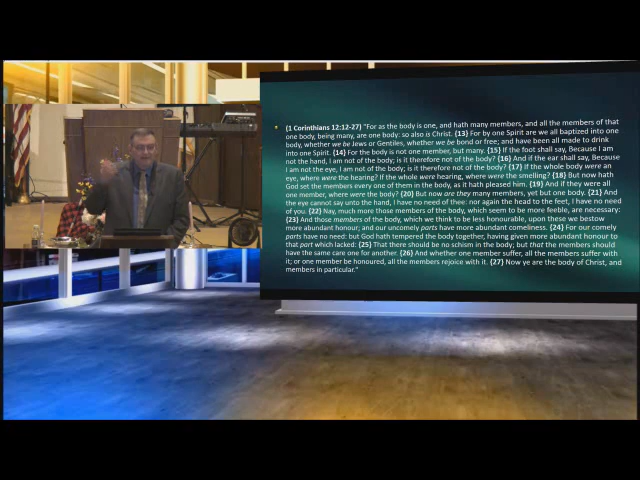 (1 Corinthians 12:12-27) "For as the body is one, and hath many members, and all the members of that
one body, being many, are one body: so also is Christ. (13) For by one Spirit are we all baptized into one
body, whether we be Jews or Gentiles, whether we be bond or free; and have been all made to drink
into one Spirit. (14) For the body is not one member, but many. (15) If the foot shall say, Because I am
not the hand, I am not of the body; is it therefore not of the body? (16) And if the ear shall say, Because
I am not the eye, I am not of the body; is it therefore not of the body? (17) If the whole body were an
eye, where were the hearing? If the whole were hearing, where were the smelling? (18) But now hath
God set the members every one of them in the body, as it hath pleased him. (19) And if they were all
one member, where were the body? (20) But now are they many members, yet but one body. (21) And
the eye cannot say unto the hand, I have no need of thee: nor again the head to the feet, I have no need
of you. (22) Nay, much more those members of the body, which seem to be more feeble, are necessary:
(23) And those members of the body, which we think to be less honourable, upon these we bestow
more abundant honour; and our uncomely parts have more abundant comeliness. (24) For our comely
parts have no need: but God hath tempered the body together, having given more abundant honour to
that part which lacked: (25) That there should be no schism in the body; but that the members should
have the same care one for another. (26) And whether one member suffer, all the members suffer with
it; or one member be honoured, all the members rejoice with it. (27) Now ye are the body of Christ, and
members in particular."